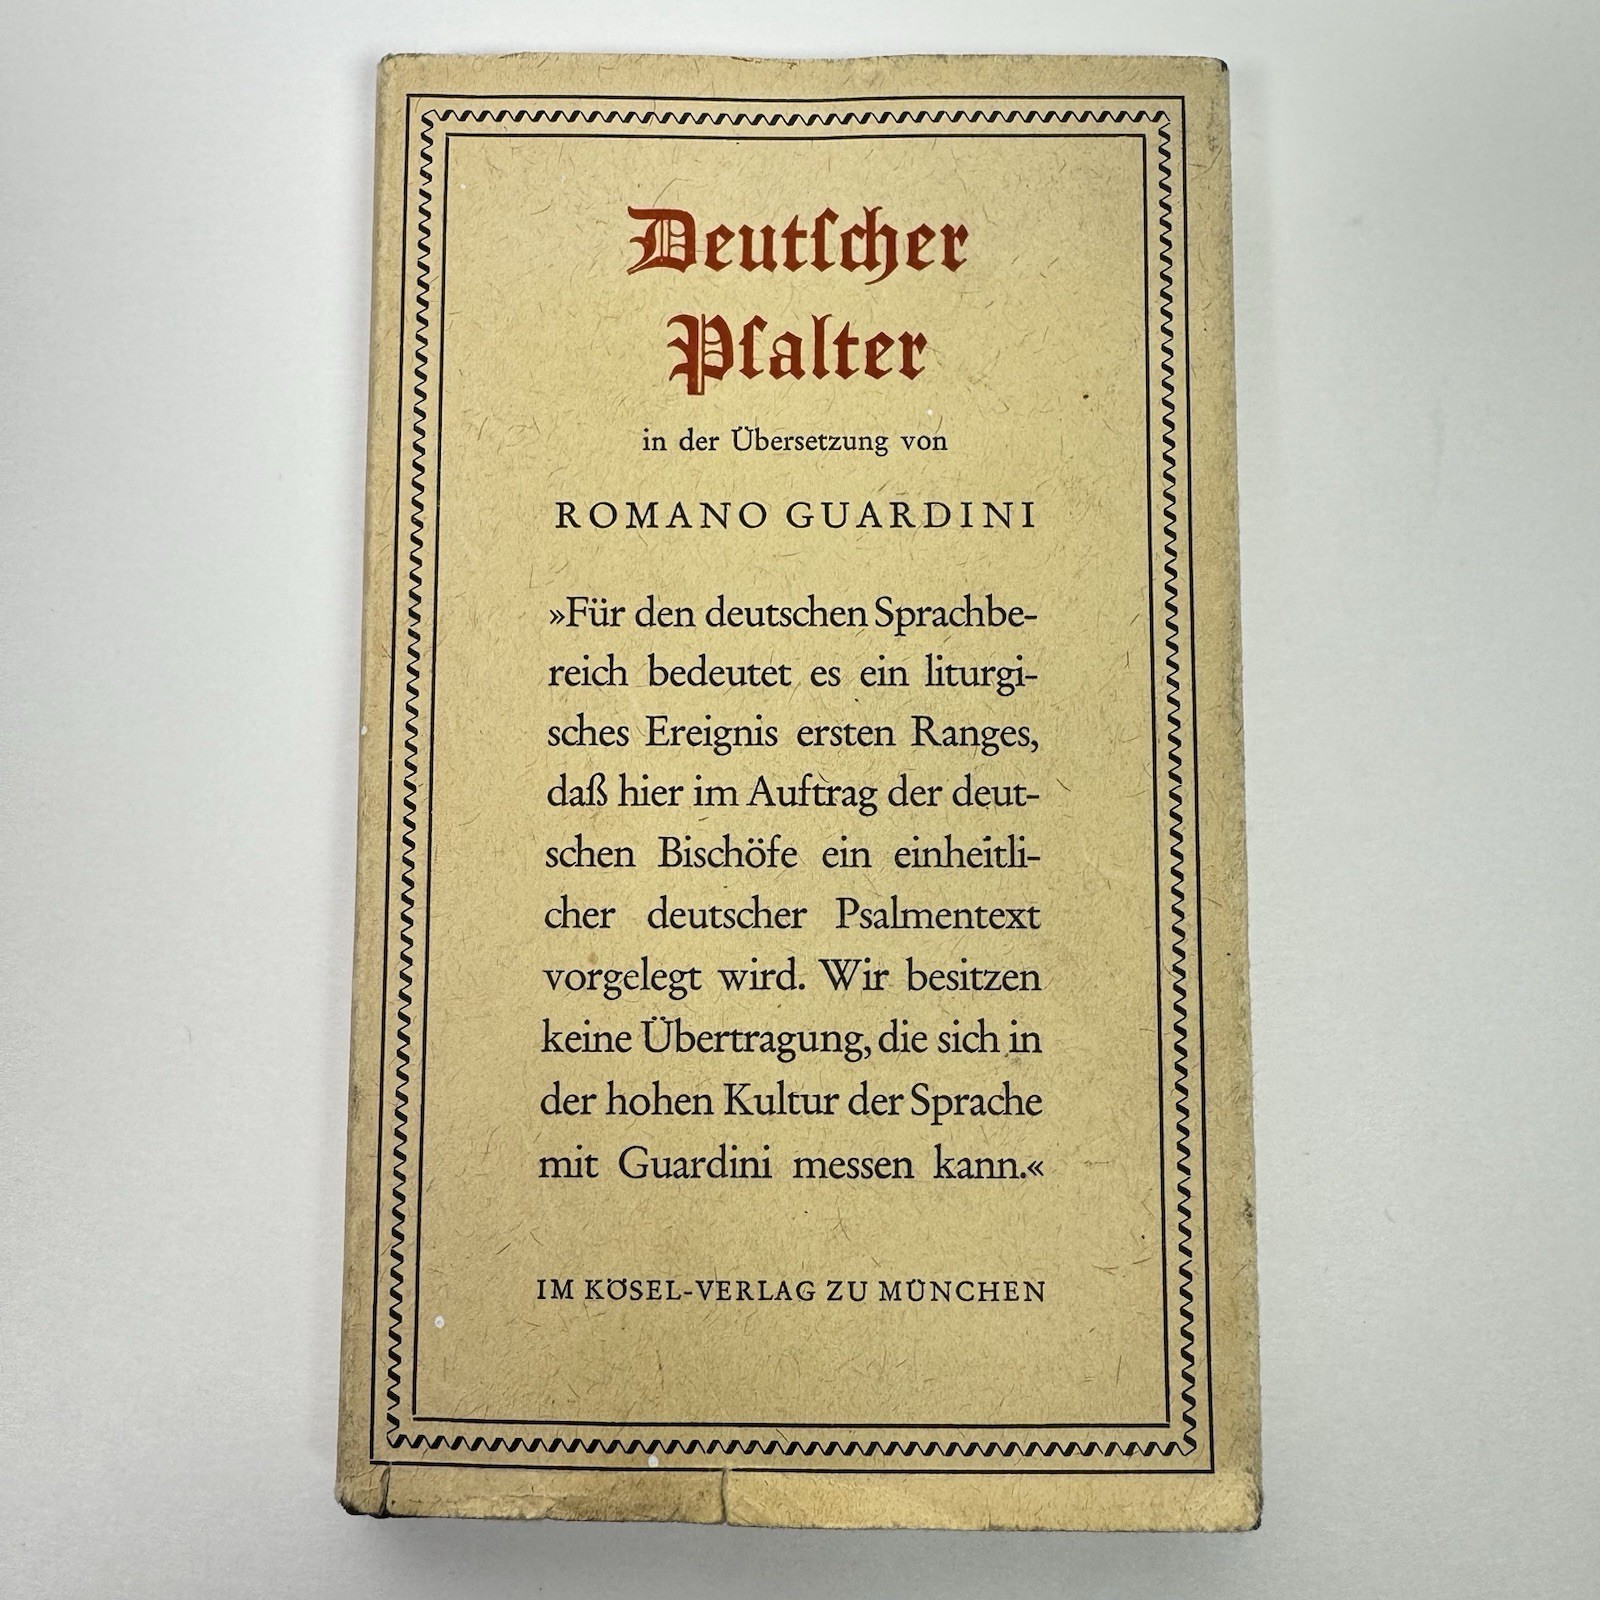 Deutſcher
Pſalter
in der Übersetzung von
ROMANO GUARDINI
»Für den deutschen Sprachbe-
reich bedeutet es ein liturgi-
sches Ereignis ersten Ranges,
daß hier im Auftrag der deut-
schen Bischöfe ein einheitli-
cher deutscher Psalmentext
vorgelegt wird. Wir besitzen
keine Übertragung, die sich in
der hohen Kultur der Sprache
mit Guardini messen kann.«
IM KÖSEL-VERLAG ZU MÜNCHEN